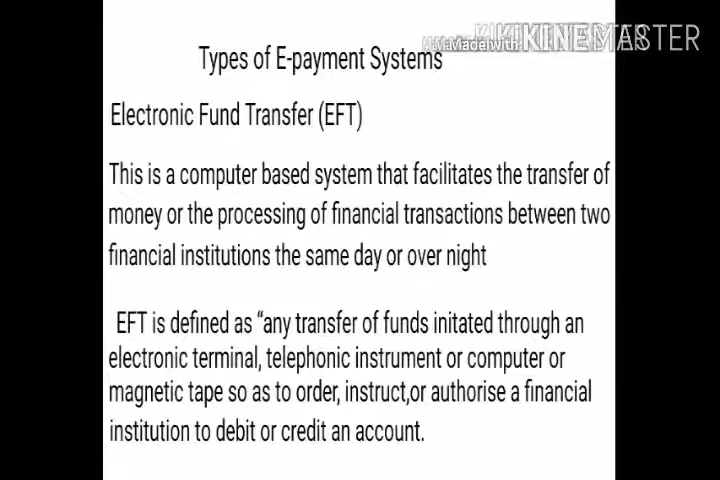 Made with KINEMASTER
Types of E-payment Systems
Electronic Fund Transfer (EFT)
This is a computer based system that facilitates the transfer of
money or the processing of financial transactions between two
financial institutions the same day or over night
EFT is defined as “any transfer of funds initated through an
electronic terminal, telephonic instrument or computer or
magnetic tape so as to order, instruct,or authorise a financial
institution to debit or credit an account.